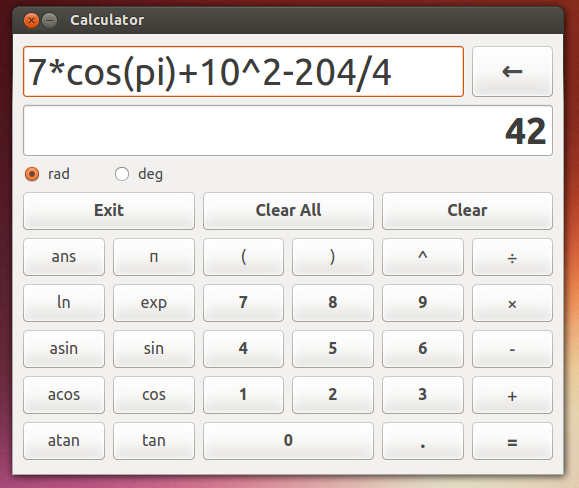 Calculator
7*cos(pi)+10^2-204/4 ←
42
rad deg
Exit Clear All Clear
ans π ( ) ^ ÷
ln exp 7 8 9 ×
asin sin 4 5 6 -
acos cos 1 2 3 +
atan tan 0 . =